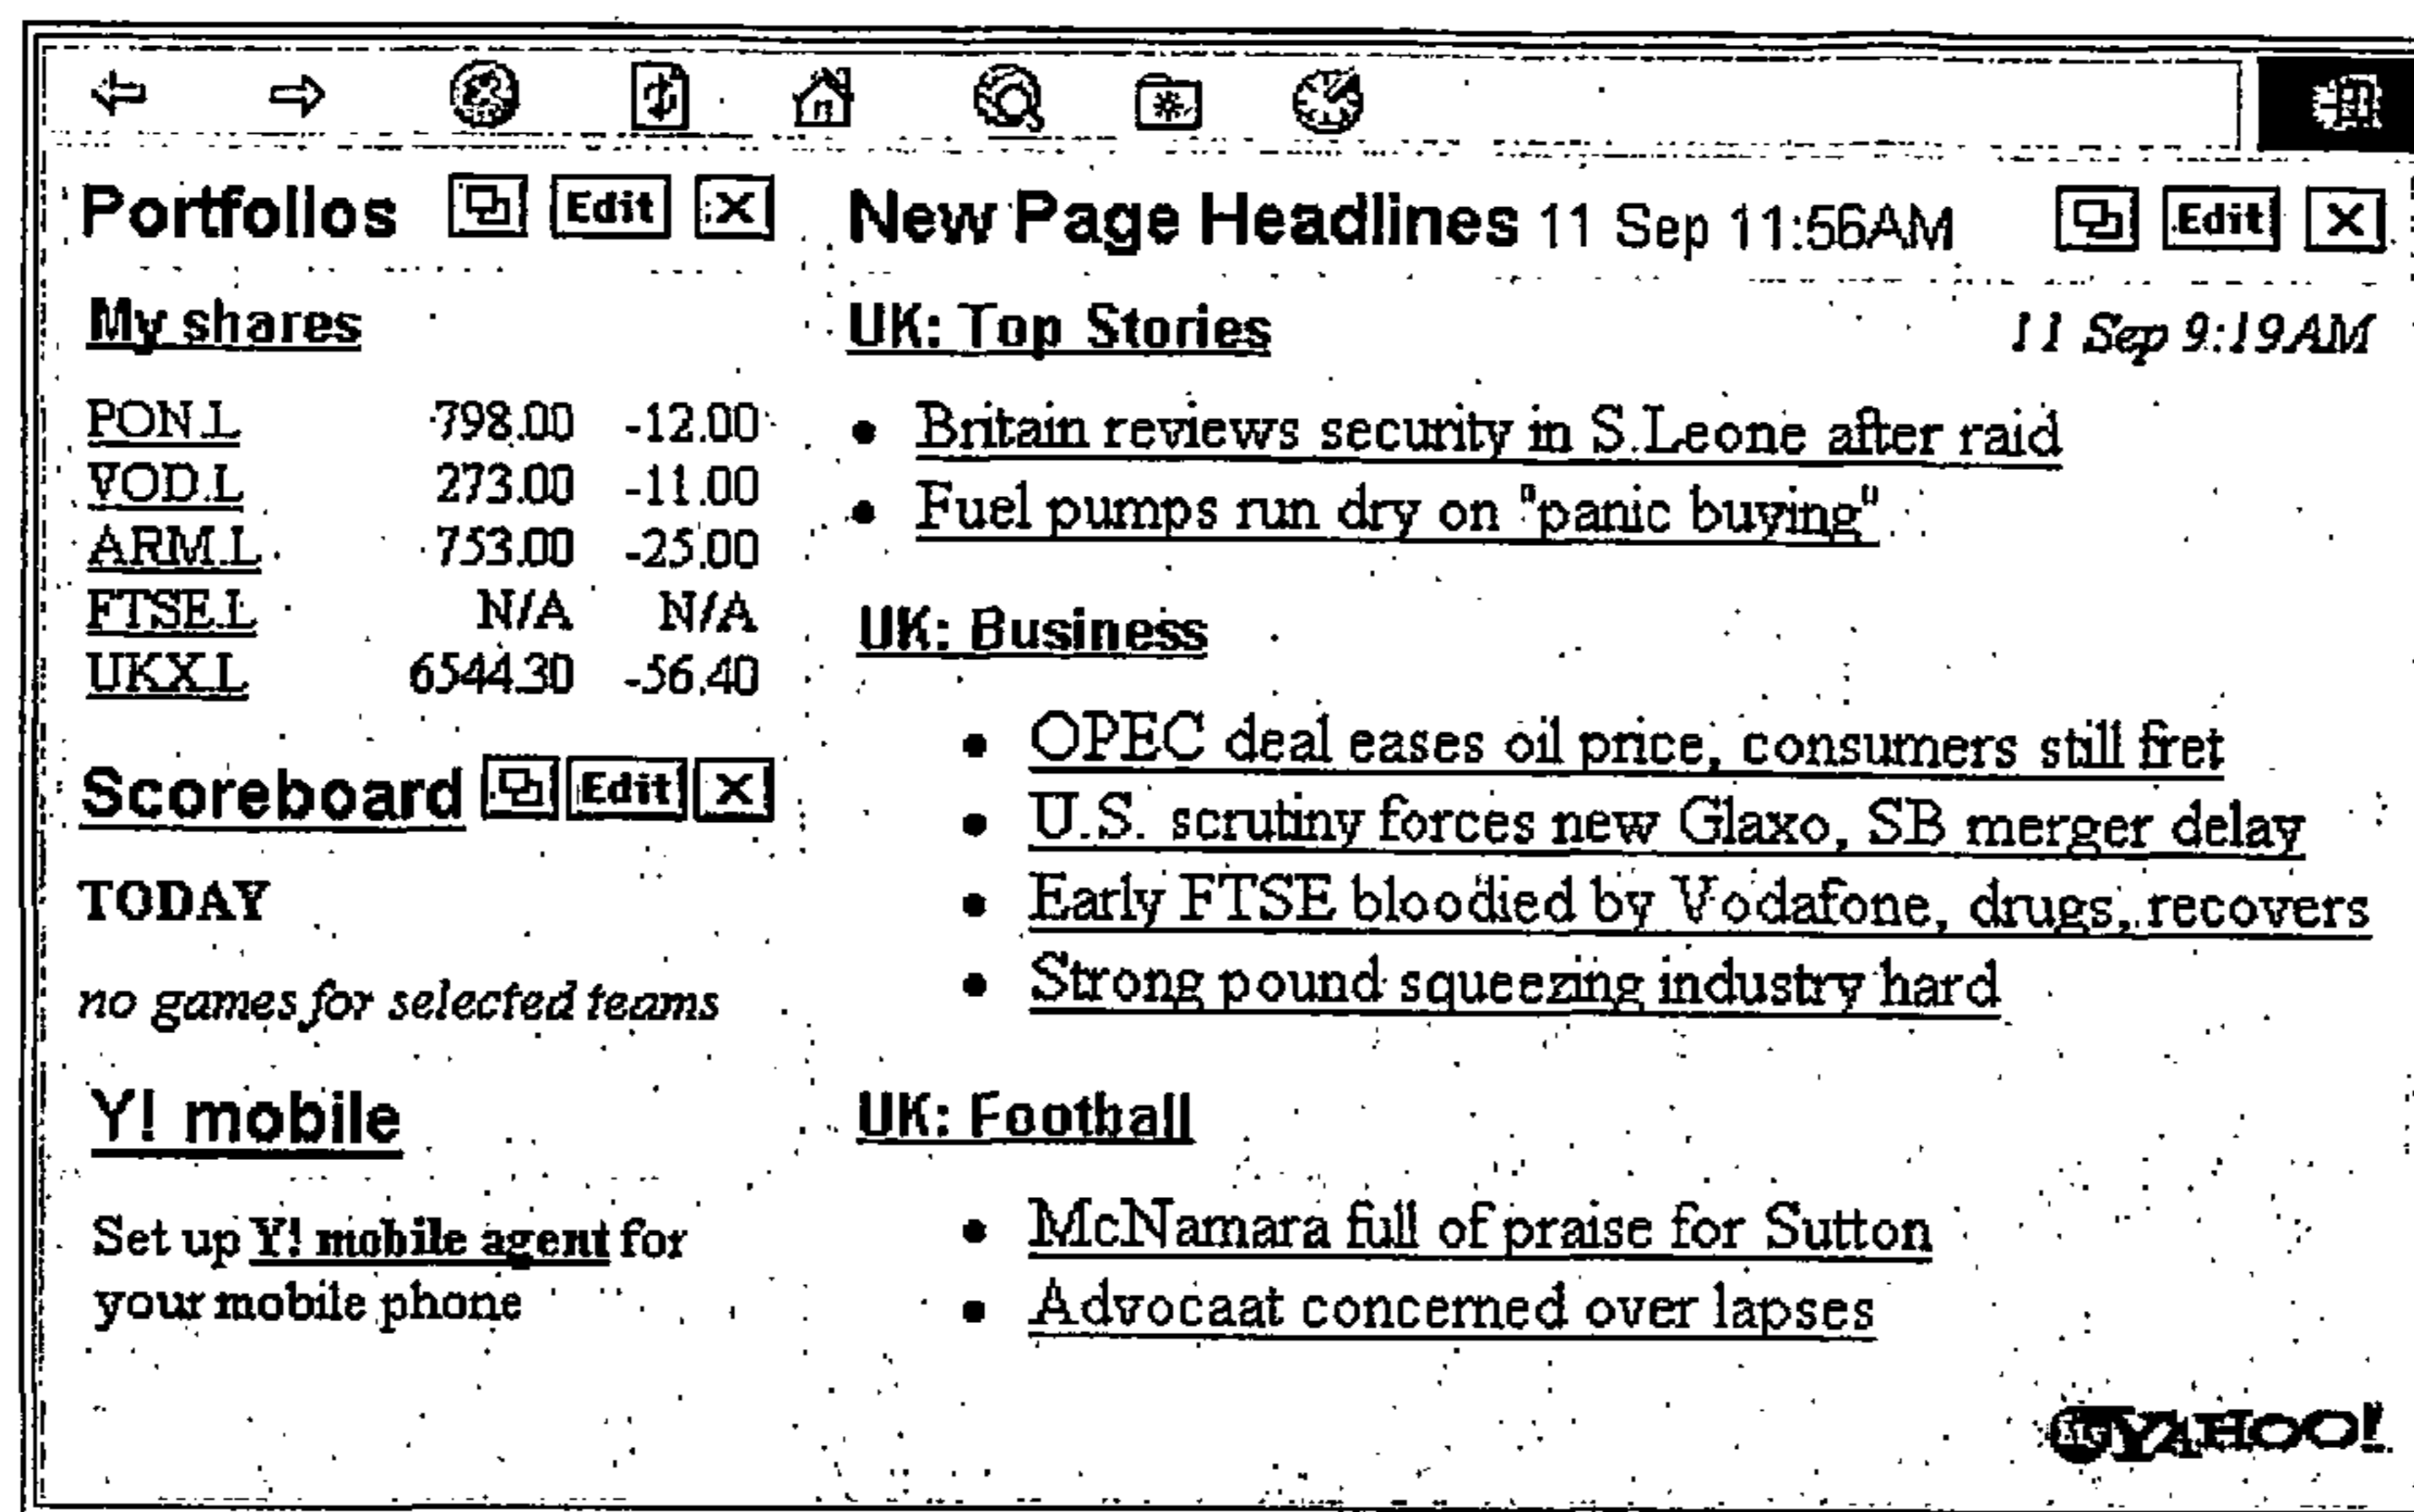 Portfolios Edit X
My shares
PON.L 798.00 -12.00
VOD.L 273.00 -11.00
ARM.L 753.00 -25.00
FTSE.L N/A N/A
UKX.L 6544.30 -56.40
Scoreboard Edit X
TODAY
no games for selected teams
Y! mobile
Set up Y! mobile agent for
your mobile phone
New Page Headlines 11 Sep 11:56AM Edit X
UK: Top Stories 11 Sep 9:19AM
• Britain reviews security in S.Leone after raid
• Fuel pumps run dry on "panic buying"
UK: Business
• OPEC deal eases oil price, consumers still fret
• U.S. scrutiny forces new Glaxo, SB merger delay
• Early FTSE bloodied by Vodafone, drugs, recovers
• Strong pound squeezing industry hard
UK: Football
• McNamara full of praise for Sutton
• Advocaat concerned over lapses
YAHOO!